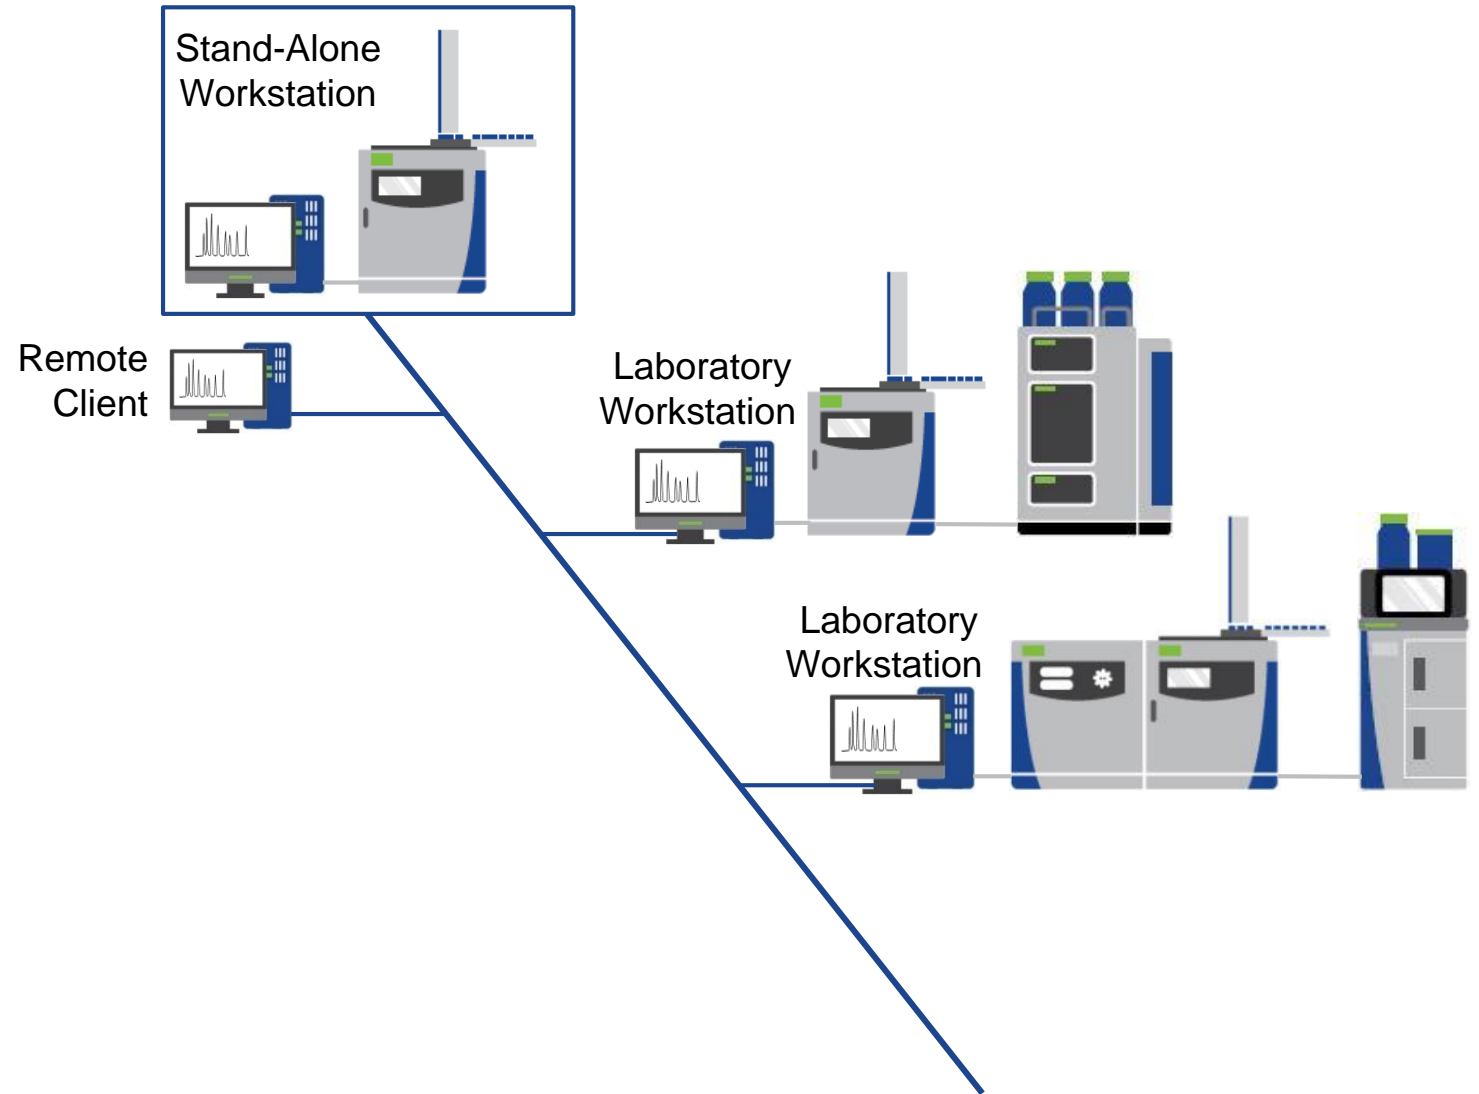 Stand-Alone
Workstation
Remote
Client
Laboratory
Workstation
Laboratory
Workstation